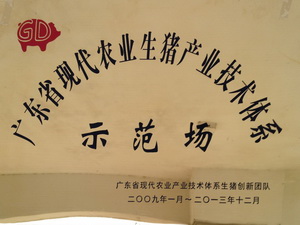 GD
广东省现代农业生猪产业技术体系
示范场
广东省现代农业产业技术体系生猪创新团队
二〇〇九年一月～二〇一三年十二月